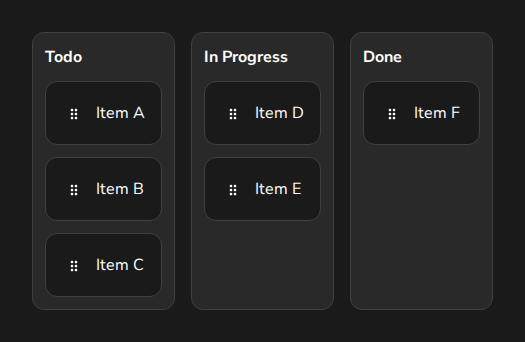 Todo
Item A
Item B
Item C
In Progress
Item D
Item E
Done
Item F